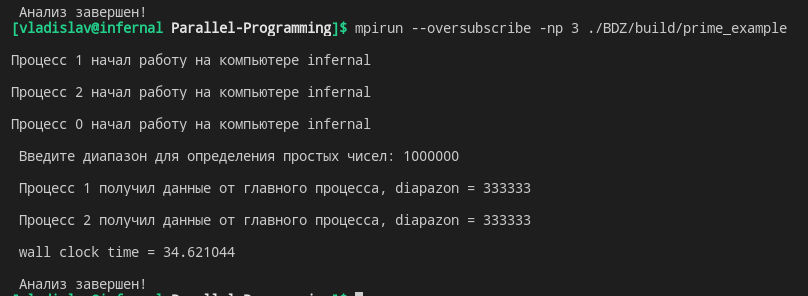 Анализ завершен!
[vladislav@infernal Parallel-Programming]$ mpirun --oversubscribe -np 3 ./BDZ/build/prime_example
Процесс 1 начал работу на компьютере infernal
Процесс 2 начал работу на компьютере infernal
Процесс 0 начал работу на компьютере infernal
Введите диапазон для определения простых чисел: 1000000
Процесс 1 получил данные от главного процесса, diapazon = 333333
Процесс 2 получил данные от главного процесса, diapazon = 333333
wall clock time = 34.621044
Анализ завершен!